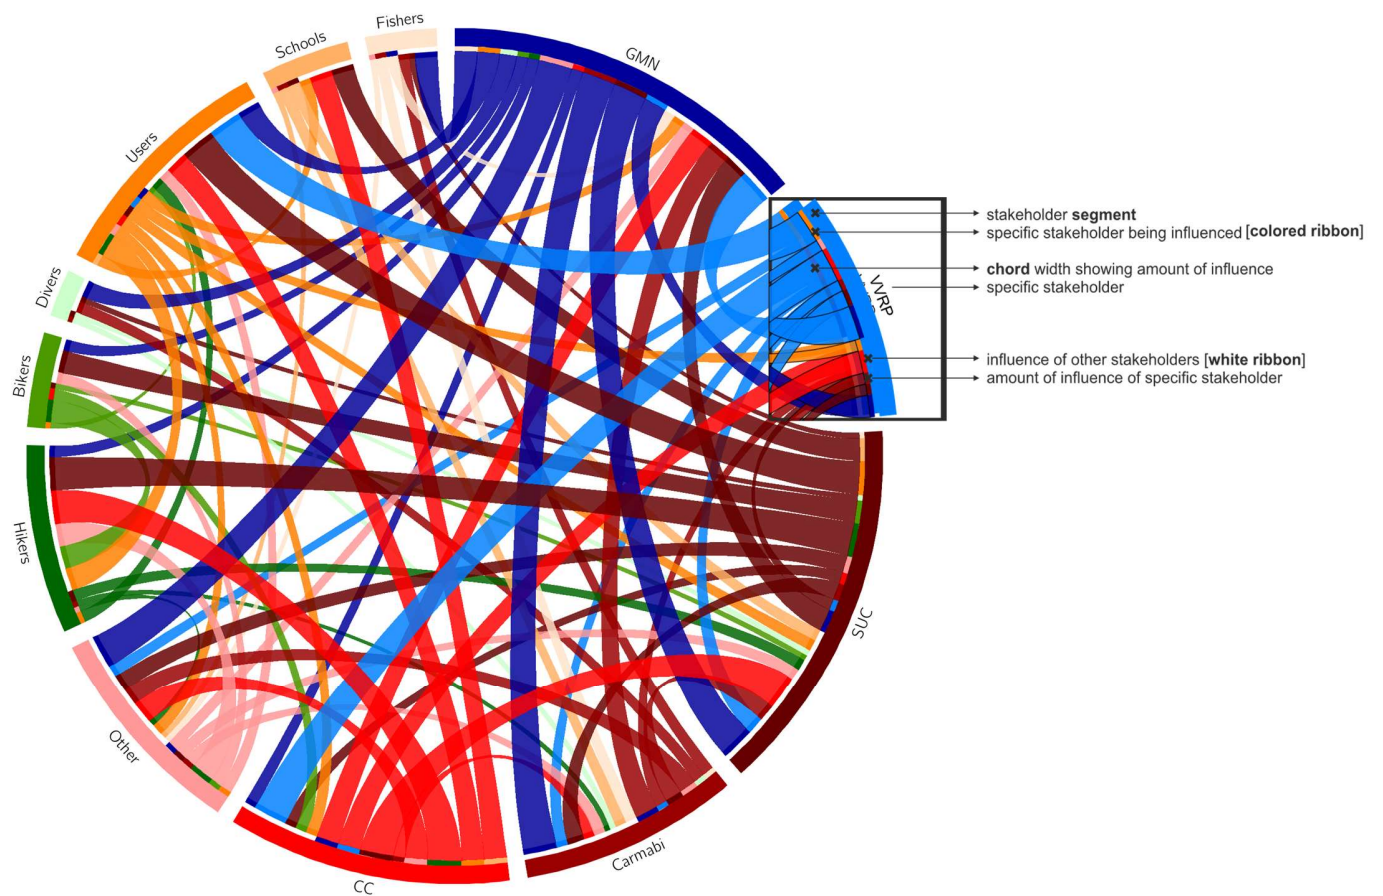 Fishers
Schools
GMN
Users
stakeholder segment
specific stakeholder being influenced [colored ribbon]
chord width showing amount of influence
VVRP
specific stakeholder
Divers
Bikers
influence of other stakeholders [white ribbon]
amount of influence of specific stakeholder
Hikers
SUC
Other
Carmabi
CC